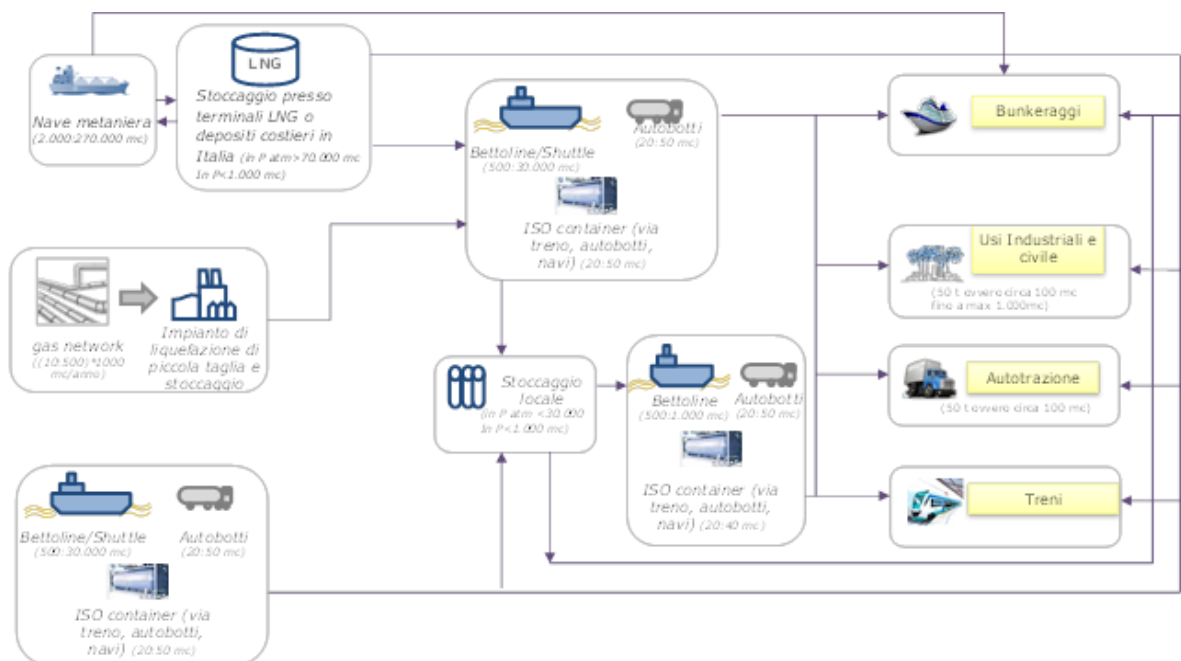 LNG
Nave metaniera
(2.000:270.000 mc)
Stoccaggio presso
terminali LNG o
depositi costieri in
Italia (in P atm>70.000 mc
In P<1.000 mc)
Bettoline/Shuttle
(500:30.000 mc)
Autobotti
(20:50 mc)
ISO container (via
treno, autobotti,
navi) (20:50 mc)
Bunkeraggi
gas network
((10:500)*1000
mc/anno)
Impianto di
liquefazione di
piccola taglia e
stoccaggio
Usi Industriali e
civile
(50 t ovvero circa 100 mc
fino a max 1.000mc)
Stoccaggio
locale
(in P atm <30.000
In P<1.000 mc)
Bettoline
(500:1.000 mc)
Autobotti
(20:50 mc)
ISO container (via
treno, autobotti,
navi) (20:40 mc)
Autotrazione
(50 t ovvero circa 100 mc)
Treni
Bettoline/Shuttle
(500:30.000 mc)
Autobotti
(20:50 mc)
ISO container (via
treno, autobotti,
navi) (20:50 mc)